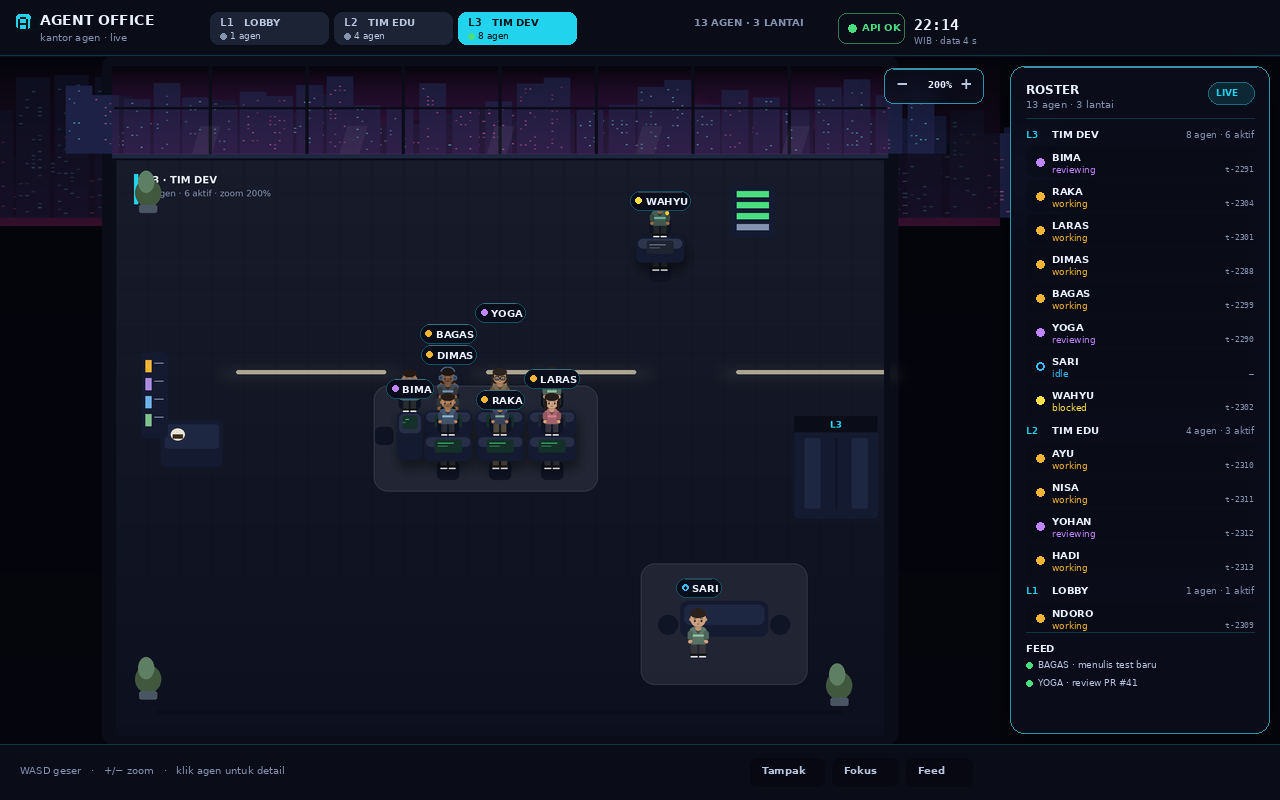 AGENT OFFICE
kantor agen · live
L1 LOBBY
1 agen
L2 TIM EDU
4 agen
L3 TIM DEV
8 agen
13 AGEN · 3 LANTAI
API OK
22:14
WIB · data 4 s
− 200% +
3 · TIM DEV
gen · 6 aktif · zoom 200%
WAHYU
YOGA
BAGAS
DIMAS
LARAS
BIMA
RAKA
L3
SARI
ROSTER
LIVE
13 agen · 3 lantai
L3 TIM DEV 8 agen · 6 aktif
BIMA
reviewing t-2291
RAKA
working t-2304
LARAS
working t-2301
DIMAS
working t-2288
BAGAS
working t-2299
YOGA
reviewing t-2290
SARI
idle –
WAHYU
blocked t-2302
L2 TIM EDU 4 agen · 3 aktif
AYU
working t-2310
NISA
working t-2311
YOHAN
reviewing t-2312
HADI
working t-2313
L1 LOBBY 1 agen · 1 aktif
NDORO
working t-2309
FEED
BAGAS · menulis test baru
YOGA · review PR #41
WASD geser · +/− zoom · klik agen untuk detail
Tampak
Fokus
Feed